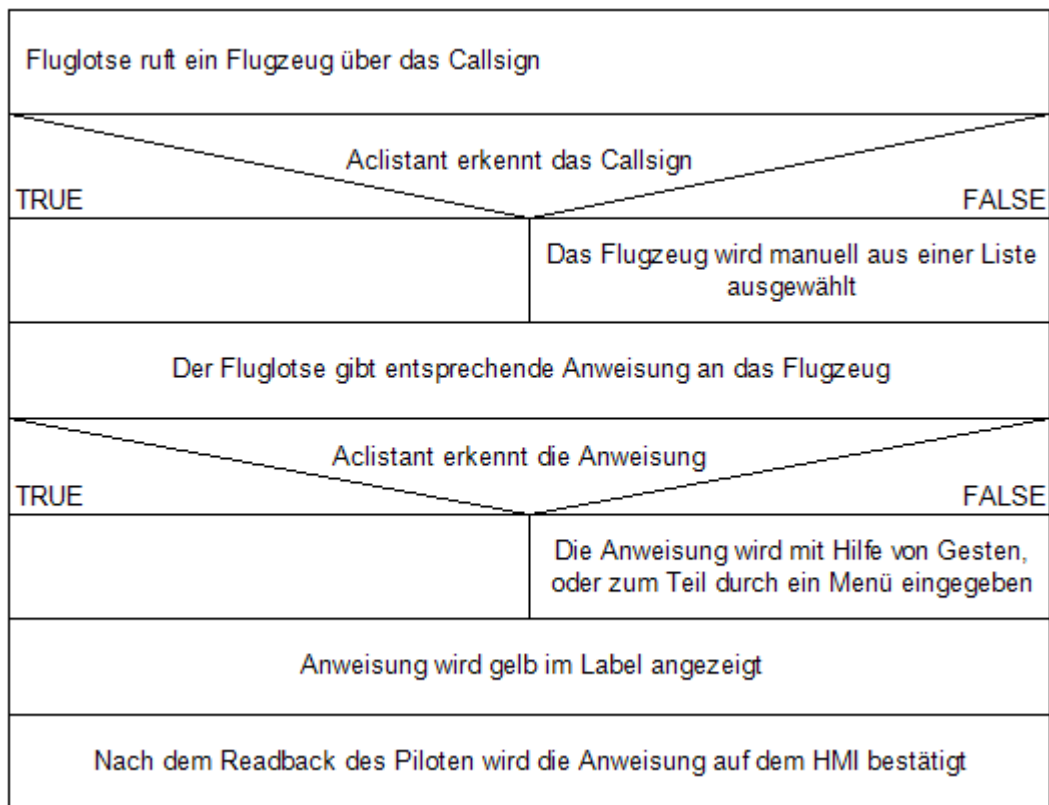 Fluglotse ruft ein Flugzeug über das Callsign
Aclistant erkennt das Callsign
TRUE
FALSE
Das Flugzeug wird manuell aus einer Liste
ausgewählt
Der Fluglotse gibt entsprechende Anweisung an das Flugzeug
Aclistant erkennt die Anweisung
TRUE
FALSE
Die Anweisung wird mit Hilfe von Gesten,
oder zum Teil durch ein Menü eingegeben
Anweisung wird gelb im Label angezeigt
Nach dem Readback des Piloten wird die Anweisung auf dem HMI bestätigt